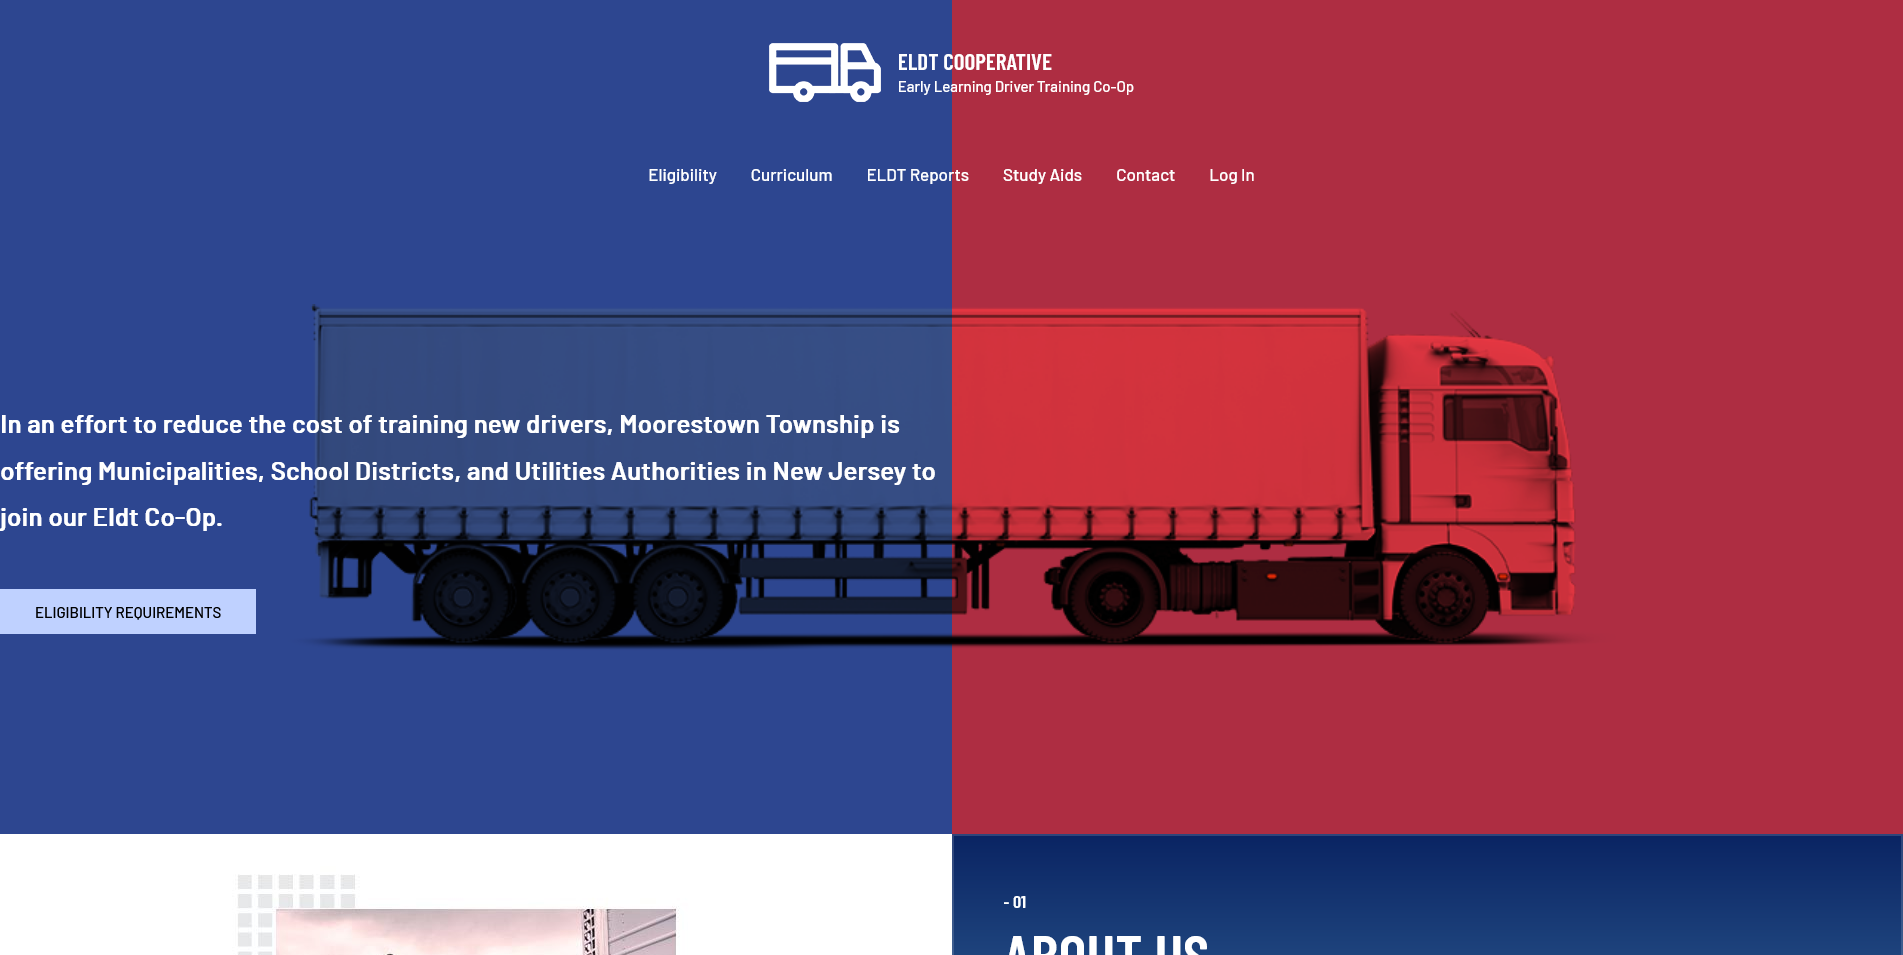 ELDT COOPERATIVE
Early Learning Driver Training Co-Op
Eligibility Curriculum ELDT Reports Study Aids Contact Log In
In an effort to reduce the cost of training new drivers, Moorestown Township is
offering Municipalities, School Districts, and Utilities Authorities in New Jersey to
join our Eldt Co-Op.
ELIGIBILITY REQUIREMENTS
- 01
ABOUT US